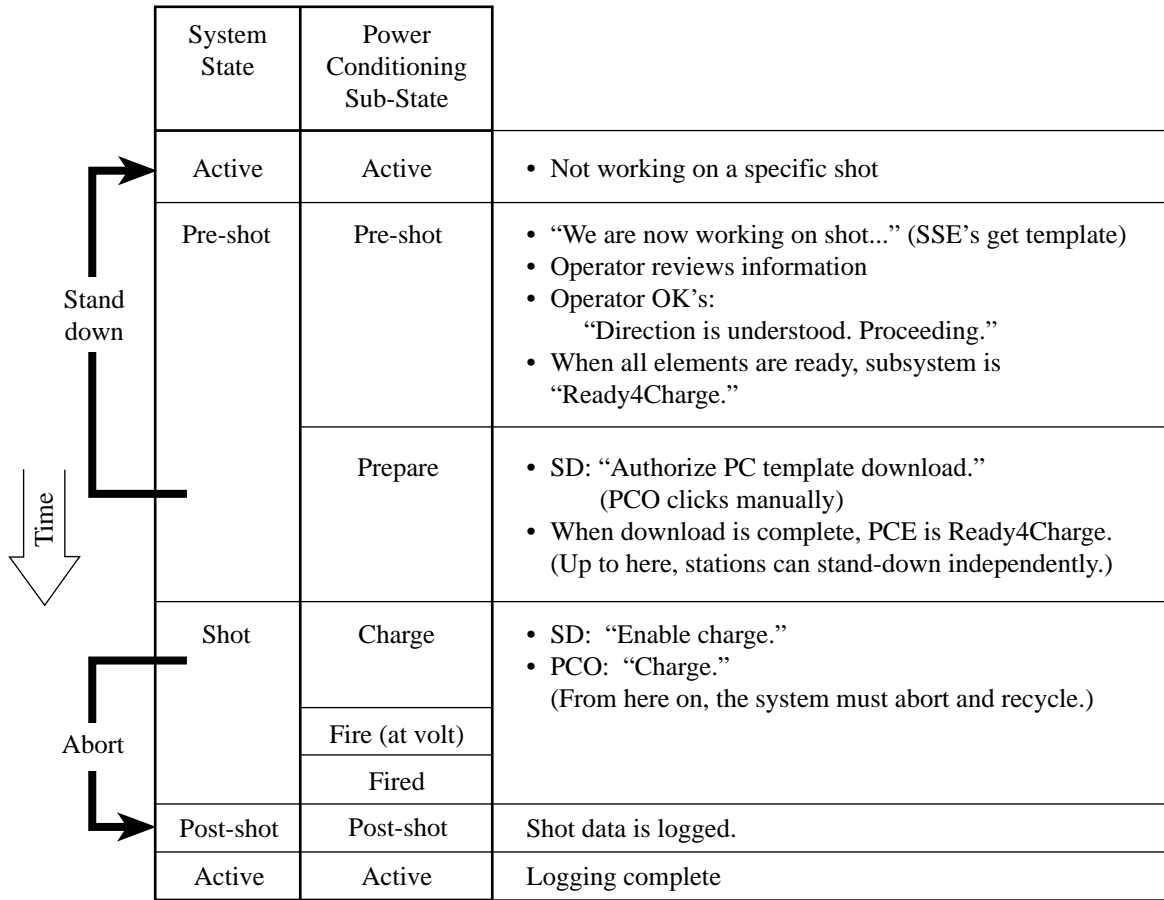 System State
Power Conditioning Sub-State
Active
Active
• Not working on a specific shot
Pre-shot
Pre-shot
• “We are now working on shot...” (SSE’s get template)
• Operator reviews information
• Operator OK’s:
“Direction is understood. Proceeding.”
• When all elements are ready, subsystem is
“Ready4Charge.”
Stand
down
Prepare
• SD: “Authorize PC template download.”
(PCO clicks manually)
• When download is complete, PCE is Ready4Charge.
(Up to here, stations can stand-down independently.)
Time
Shot
Charge
• SD: “Enable charge.”
• PCO: “Charge.”
(From here on, the system must abort and recycle.)
Abort
Fire (at volt)
Fired
Post-shot
Post-shot
Shot data is logged.
Active
Active
Logging complete